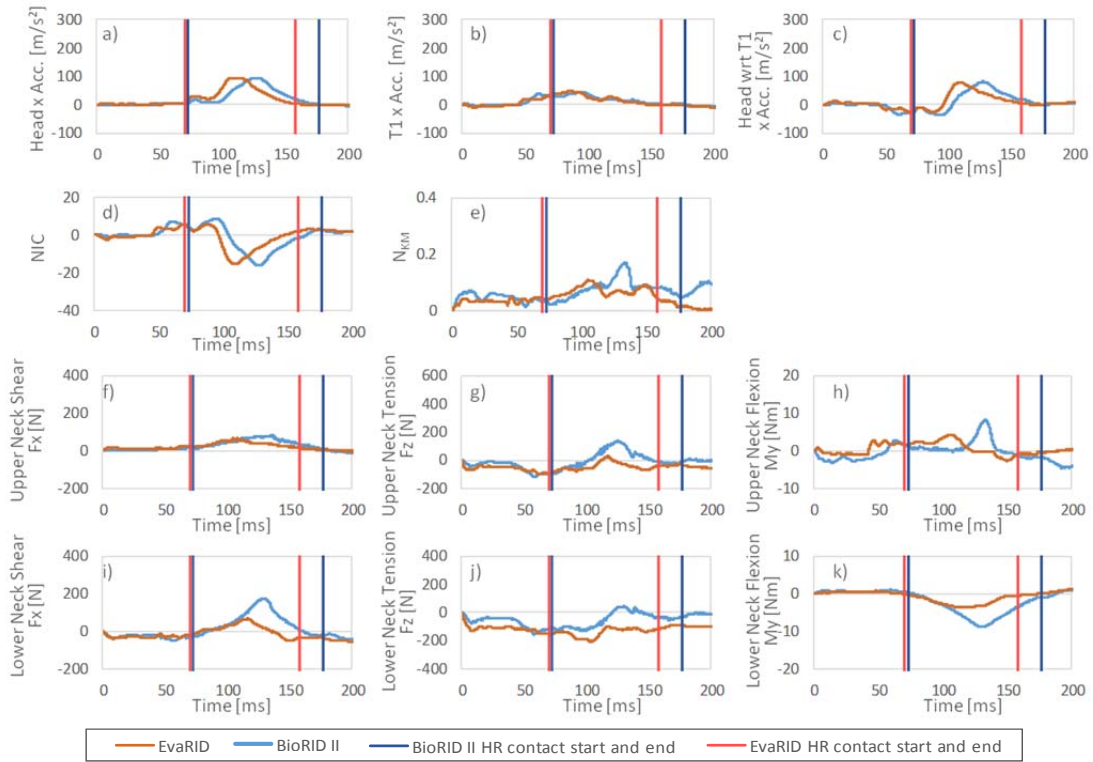 a)
Head x Acc. [m/s²]
300
200
100
0
-100
0 50 100 150 200
Time [ms]
b)
T1 x Acc. [m/s²]
300
200
100
0
-100
0 50 100 150 200
Time [ms]
c)
Head wrt T1
x Acc. [m/s²]
300
200
100
0
-100
0 50 100 150 200
Time [ms]
d)
NIC
20
0
-20
-40
0 50 100 150 200
Time [ms]
e)
NKM
0.4
0.2
0
0 50 100 150 200
Time [ms]
f)
Upper Neck Shear
Fx [N]
400
200
0
-200
0 50 100 150 200
Time [ms]
g)
Upper Neck Tension
Fz [N]
600
400
200
0
-200
0 50 100 150 200
Time [ms]
h)
Upper Neck Flexion
My [Nm]
20
10
0
-10
0 50 100 150 200
Time [ms]
i)
Lower Neck Shear
Fx [N]
400
200
0
-200
0 50 100 150 200
Time [ms]
j)
Lower Neck Tension
Fz [N]
400
200
0
-200
-400
0 50 100 150 200
Time [ms]
k)
Lower Neck Flexion
My [Nm]
10
0
-10
-20
0 50 100 150 200
Time [ms]
EvaRID BioRID II BioRID II HR contact start and end EvaRID HR contact start and end